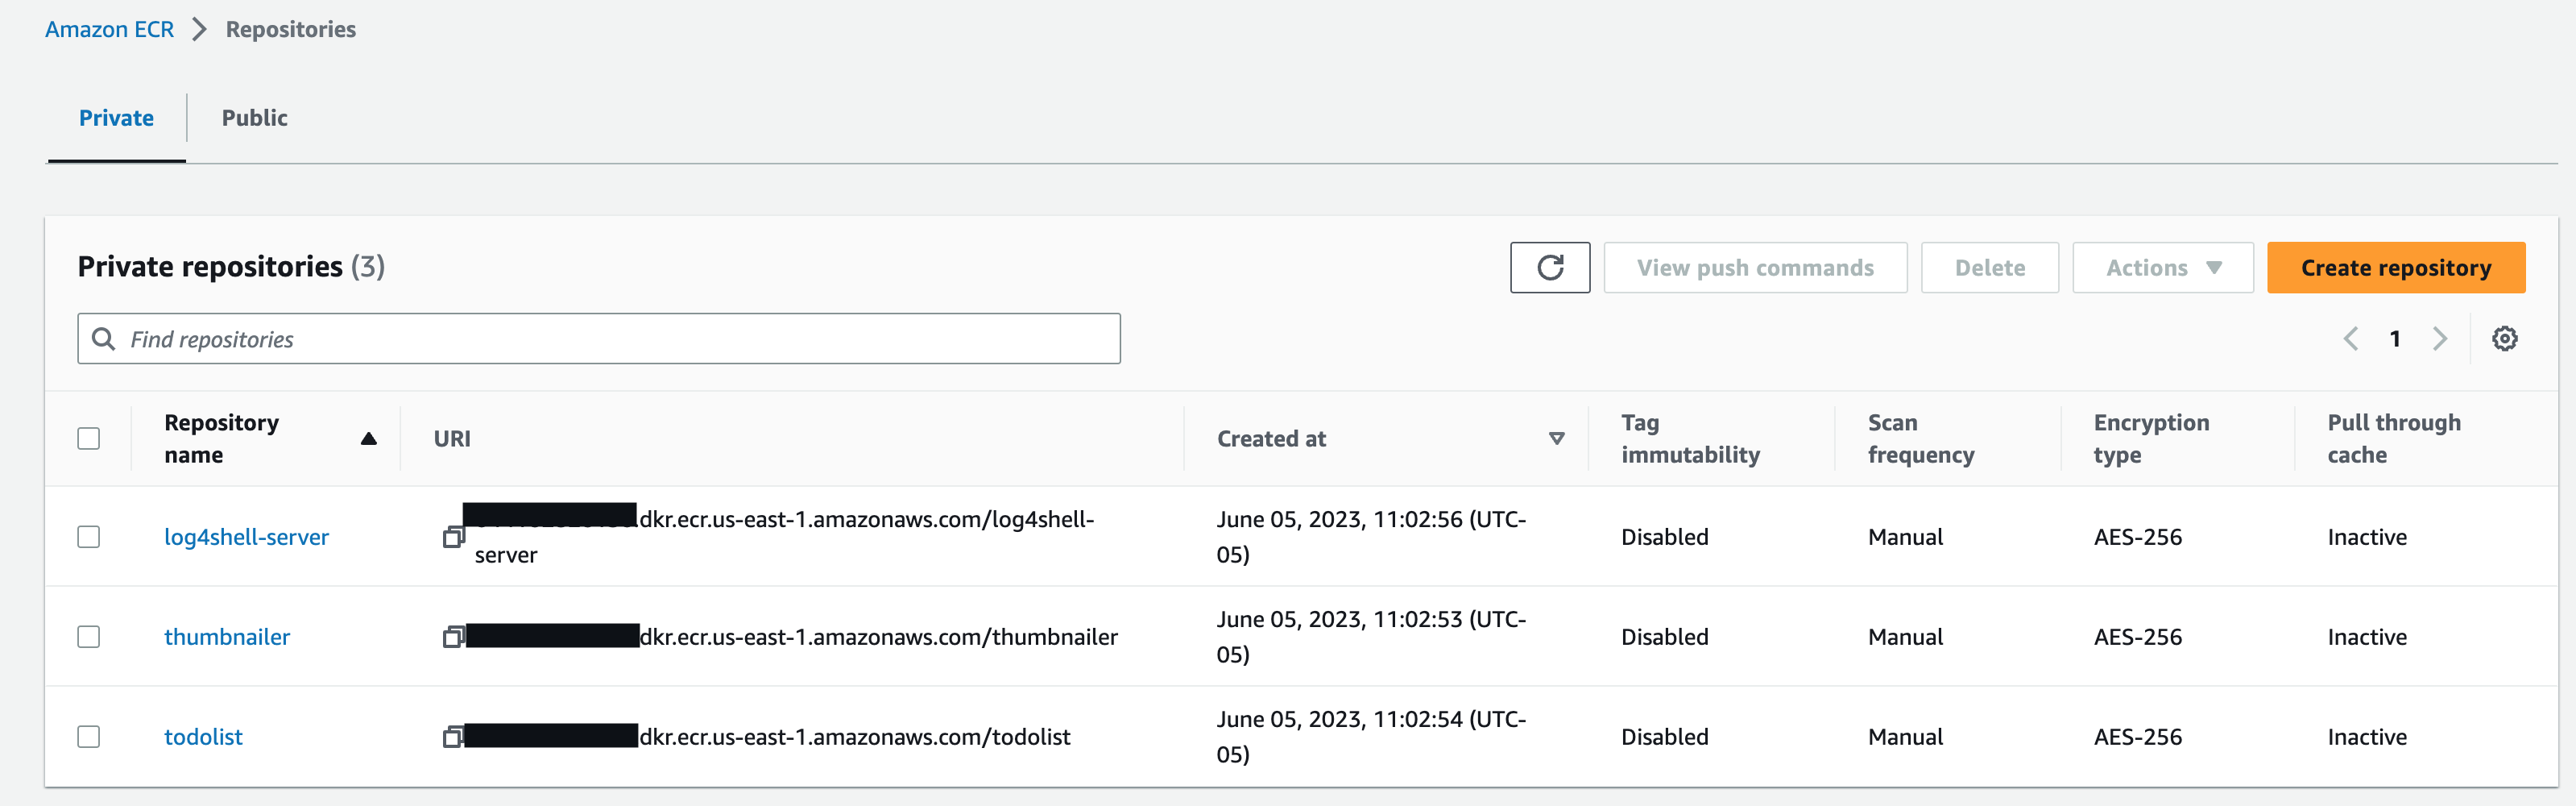 Amazon ECR > Repositories
Private Public
Private repositories (3)
View push commands Delete Actions Create repository
Find repositories
1
Repository name URI Created at Tag immutability Scan frequency Encryption type Pull through cache
log4shell-server .dkr.ecr.us-east-1.amazonaws.com/log4shell-server June 05, 2023, 11:02:56 (UTC-05) Disabled Manual AES-256 Inactive
thumbnailer dkr.ecr.us-east-1.amazonaws.com/thumbnailer June 05, 2023, 11:02:53 (UTC-05) Disabled Manual AES-256 Inactive
todolist dkr.ecr.us-east-1.amazonaws.com/todolist June 05, 2023, 11:02:54 (UTC-05) Disabled Manual AES-256 Inactive